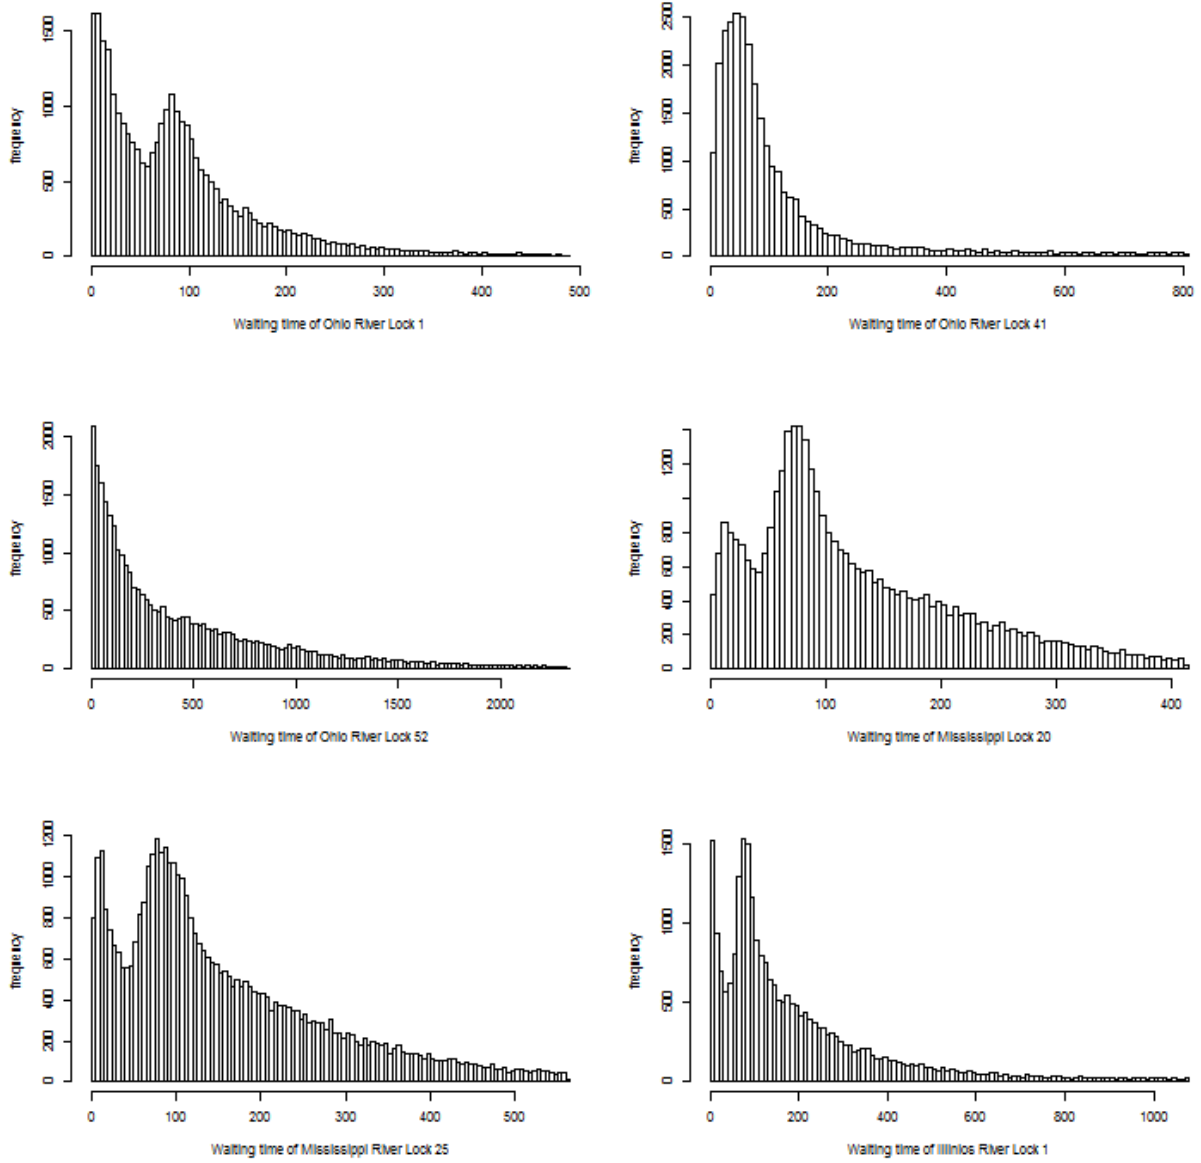 frequency
1500
1000
500
0
0 100 200 300 400 500
Waiting time of Ohio River Lock 1
frequency
2500
2000
1500
1000
500
0
0 200 400 600 800
Waiting time of Ohio River Lock 41
frequency
2000
1500
1000
500
0
0 500 1000 1500 2000
Waiting time of Ohio River Lock 52
frequency
1200
800
600
400
200
0
0 100 200 300 400
Waiting time of Mississippi Lock 20
frequency
1200
1000
800
600
400
200
0
0 100 200 300 400 500
Waiting time of Mississippi River Lock 25
frequency
1500
1000
500
0
0 200 400 600 800 1000
Waiting time of Illinios River Lock 1